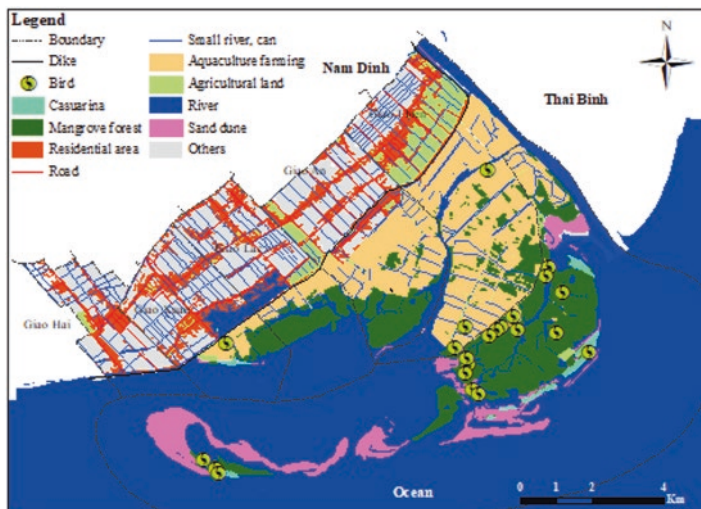 Legend
Boundary
Dike
Bird
Casuarina
Mangrove forest
Residential area
Road
Small river, can
Aquaculture farming
Agricultural land
River
Sand dune
Others
Nam Dinh
N
Thai Binh
Giao An
Giao Hai
Ocean
0 1 2 4
Km